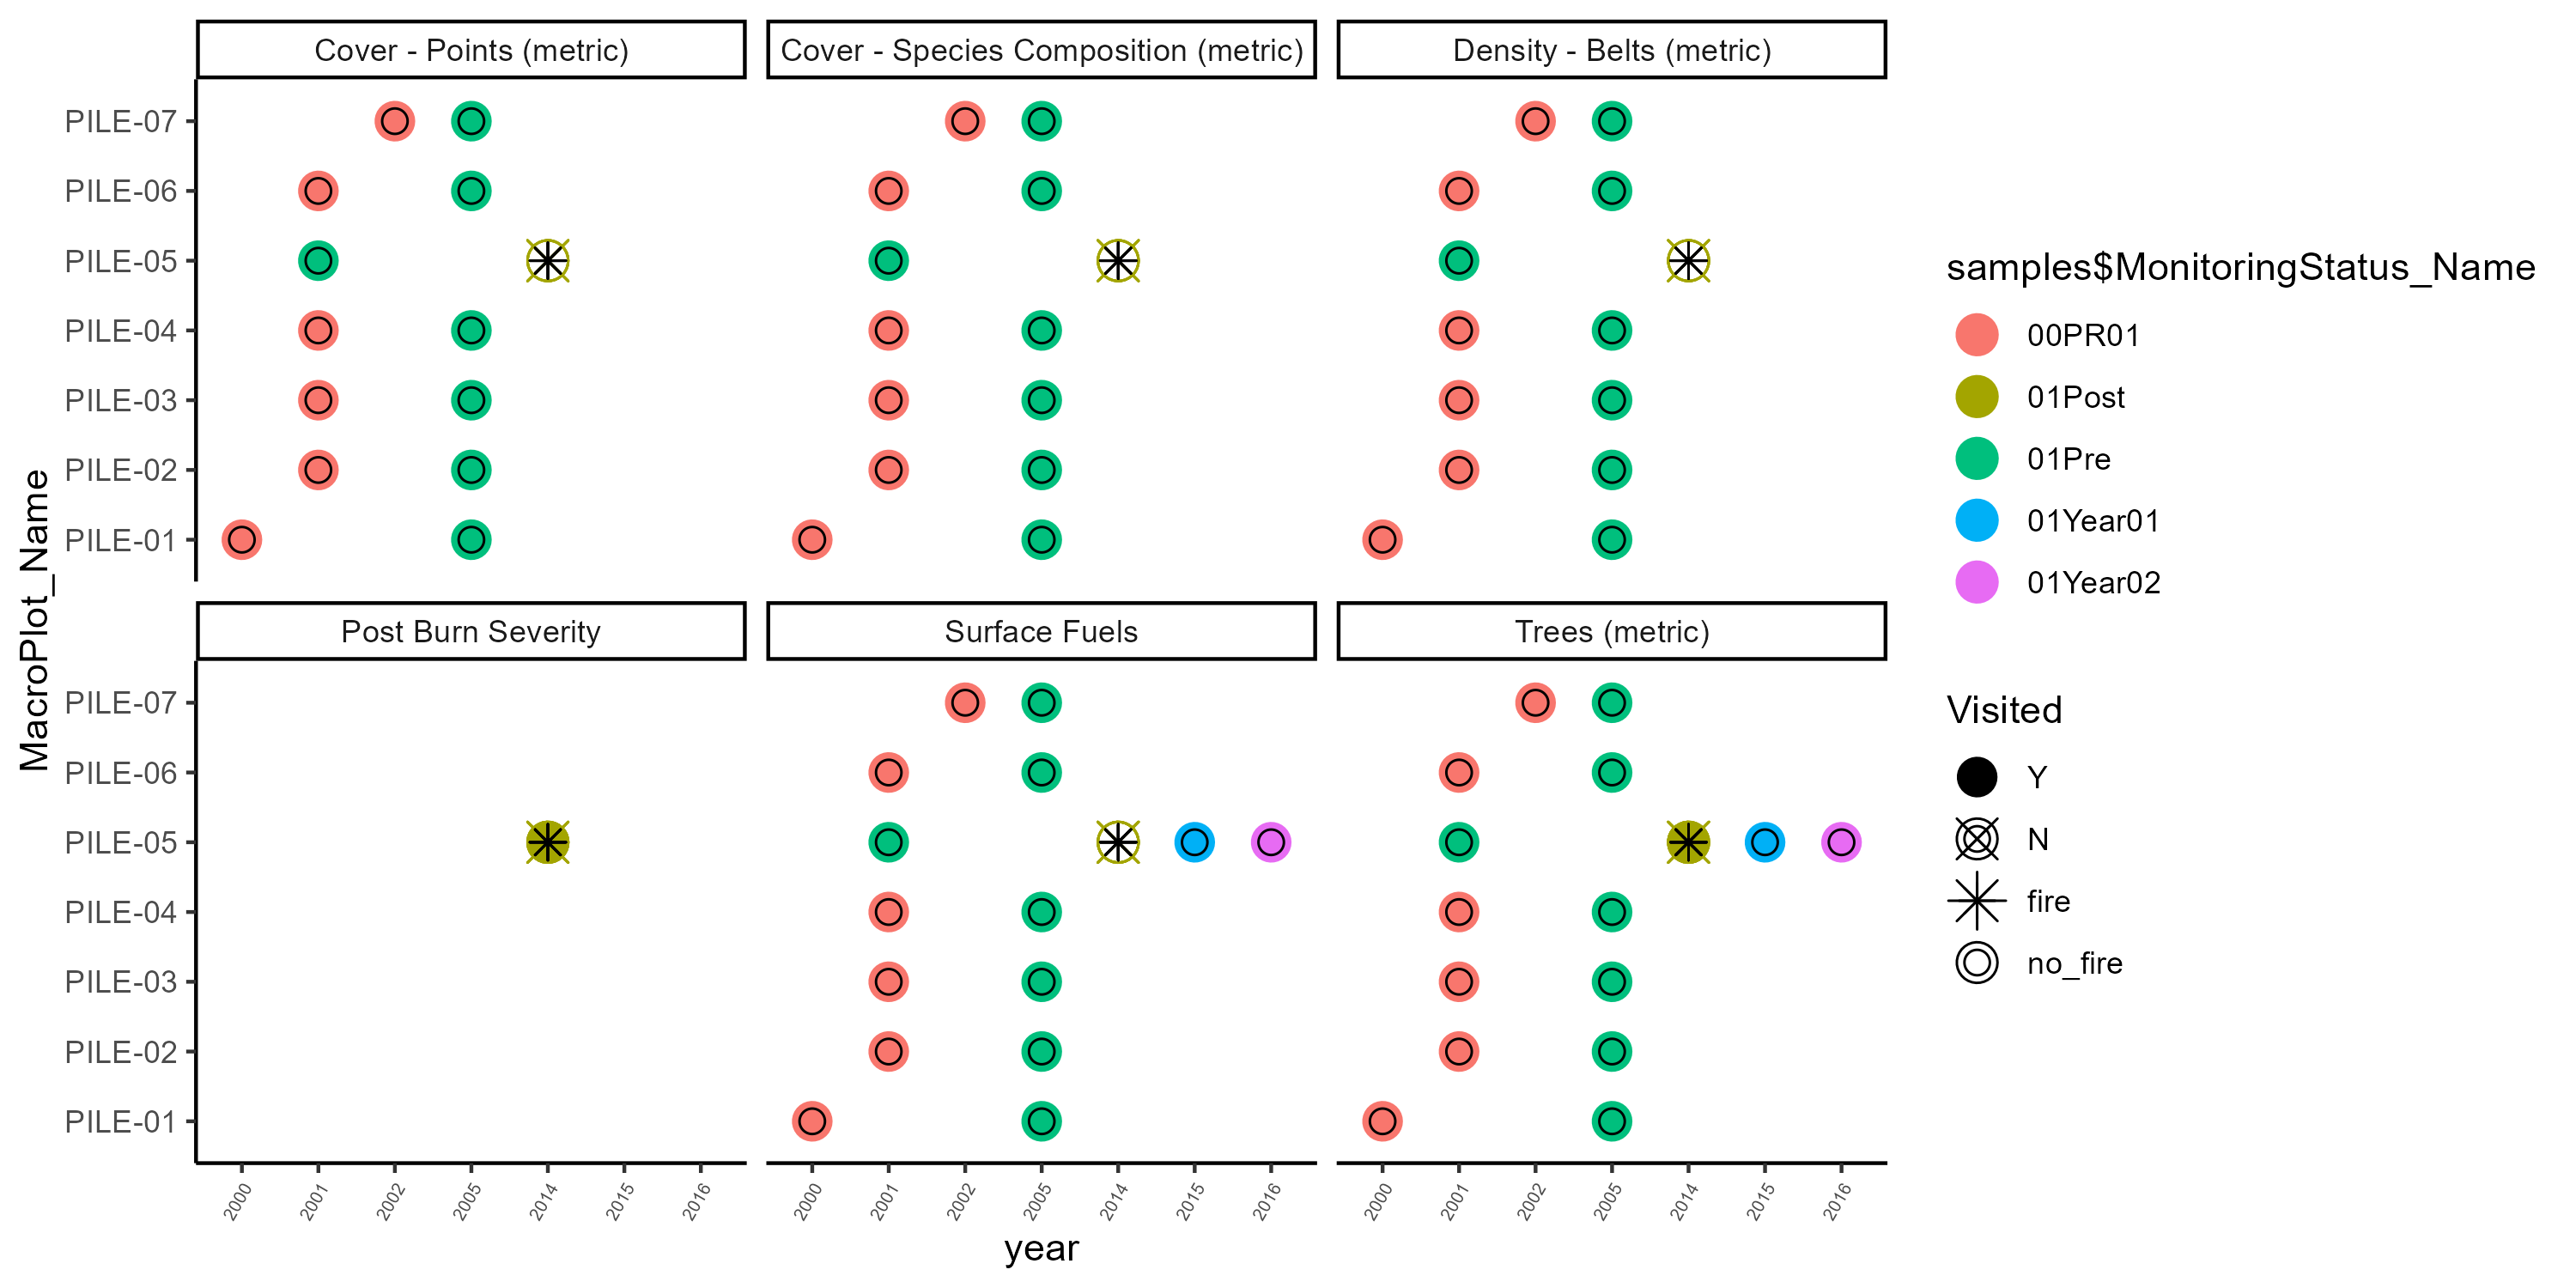 Cover - Points (metric)
Cover - Species Composition (metric)
Density - Belts (metric)
PILE-07
PILE-06
PILE-05
PILE-04
PILE-03
PILE-02
PILE-01
Post Burn Severity
Surface Fuels
Trees (metric)
PILE-07
PILE-06
PILE-05
PILE-04
PILE-03
PILE-02
PILE-01
MacroPlot_Name
2000 2001 2002 2005 2014 2015 2016
2000 2001 2002 2005 2014 2015 2016
2000 2001 2002 2005 2014 2015 2016
year
samples$MonitoringStatus_Name
00PR01
01Post
01Pre
01Year01
01Year02
Visited
Y
N
fire
no_fire